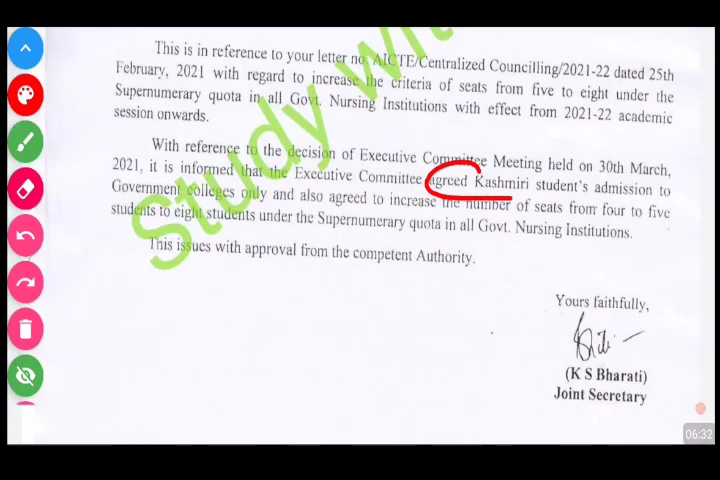 This is in reference to your letter no. AICTE/Centralized Councilling/2021-22 dated 25th
February, 2021 with regard to increase the criteria of seats from five to eight under the
Supernumerary quota in all Govt. Nursing Institutions with effect from 2021-22 academic
session onwards.
With reference to the decision of Executive Committee Meeting held on 30th March,
2021, it is informed that the Executive Committee agreed Kashmiri student's admission to
Government colleges only and also agreed to increase the number of seats from four to five
students to eight students under the Supernumerary quota in all Govt. Nursing Institutions.
This issues with approval from the competent Authority.
Yours faithfully,
(K S Bharati)
Joint Secretary
Study wit
06:32